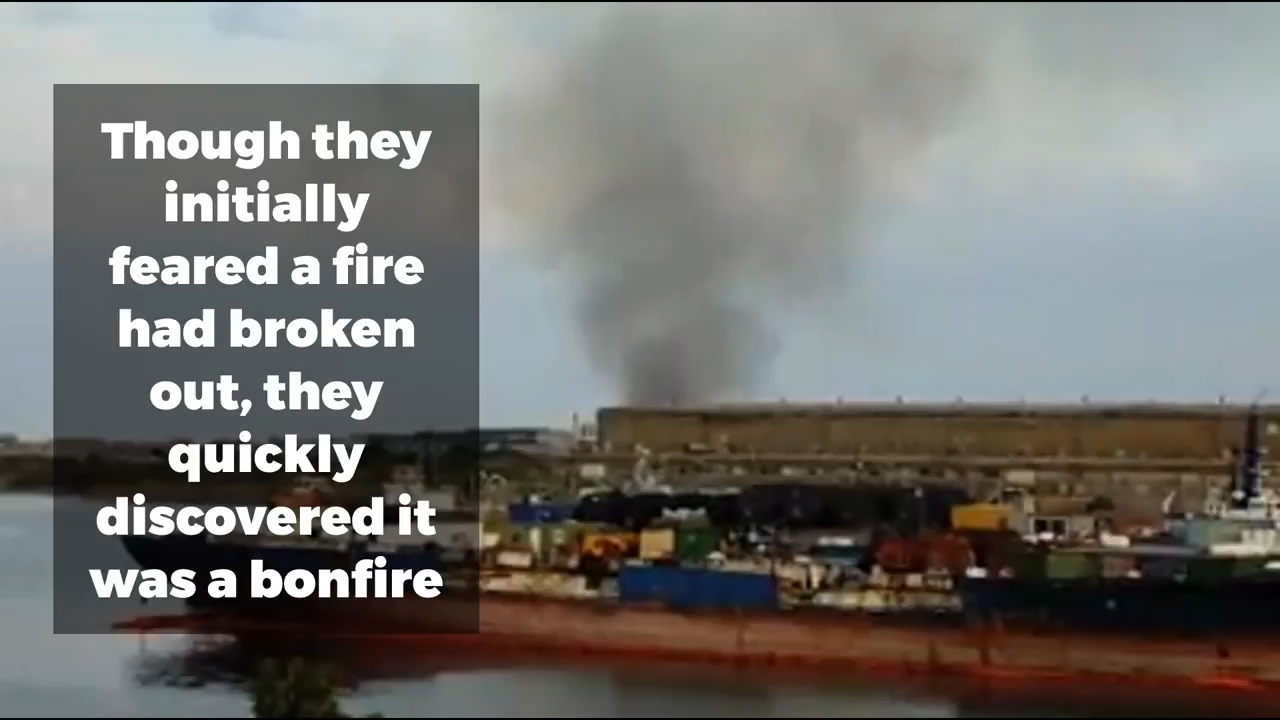 Though they
initially
feared a fire
had broken
out, they
quickly
discovered it
was a bonfire